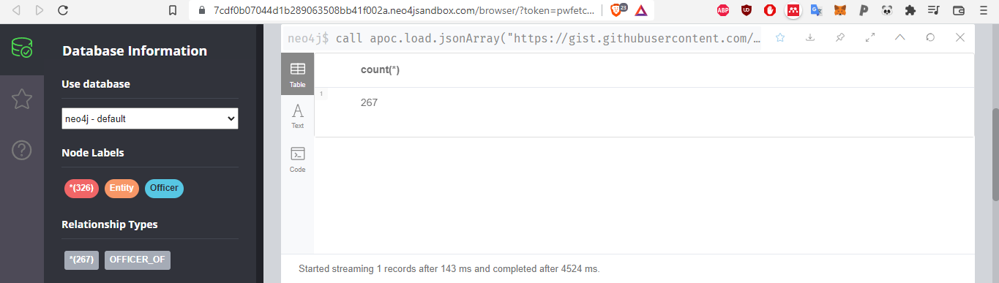 7cdf0b07044d1b289063508bb41f002a.neo4jsandbox.com/browser/?token=pwfetc...
23
ABP
Database Information
Use database
neo4j - default
Node Labels
*(326) Entity Officer
Relationship Types
*(267) OFFICER_OF
neo4j$ call apoc.load.jsonArray("https://gist.githubusercontent.com/…
Table
Text
Code
count(*)
1
267
Started streaming 1 records after 143 ms and completed after 4524 ms.